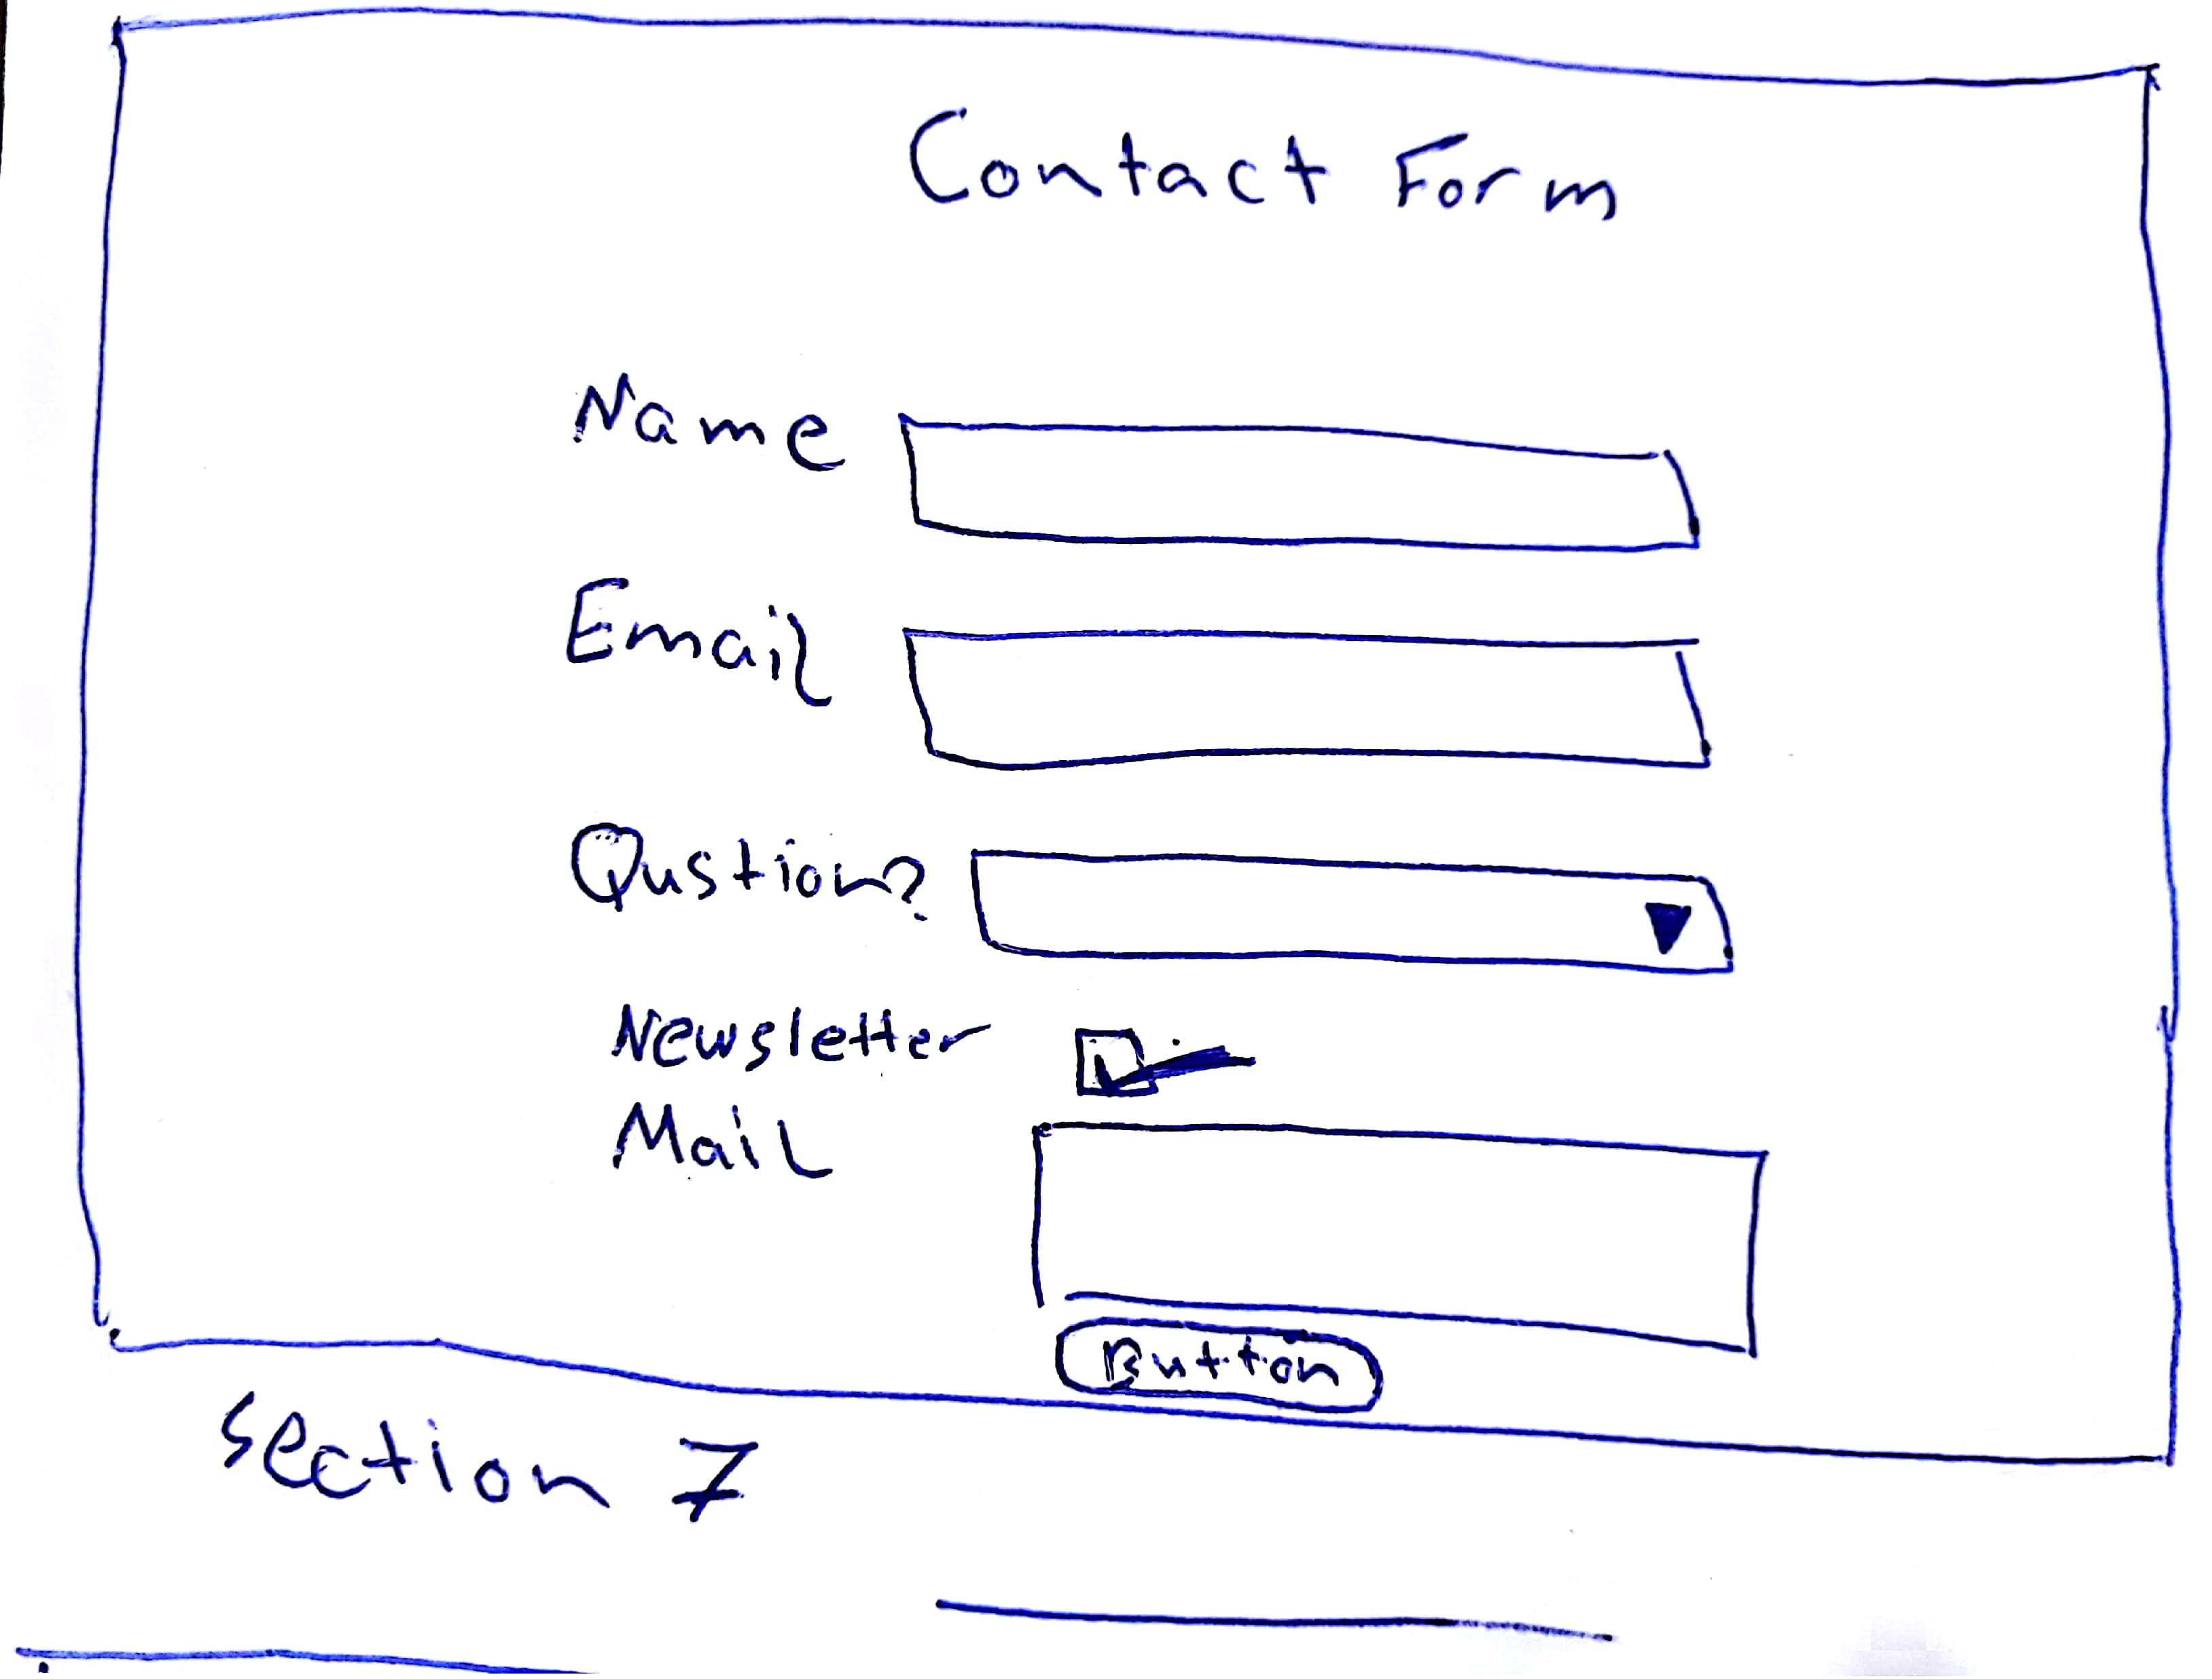 Contact Form
Name
Email
Qustion?
Newsletter
Mail
Button
section 7